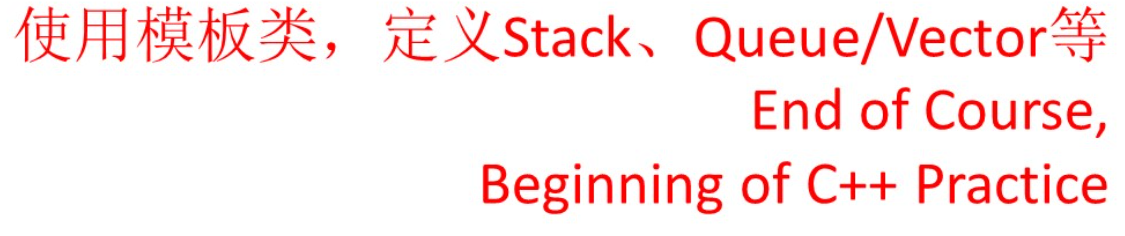 使用模板类，定义Stack、Queue/Vector等
End of Course,
Beginning of C++ Practice